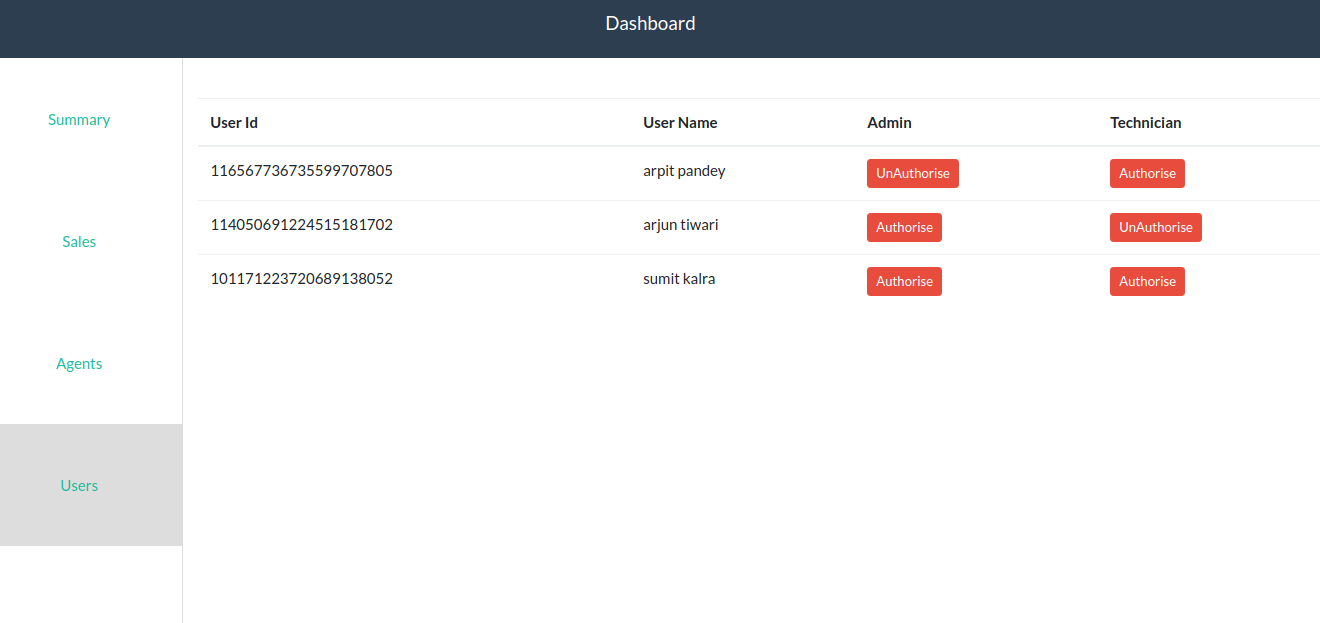 Dashboard
Summary
Sales
Agents
Users
User Id User Name Admin Technician
116567736735599707805 arpit pandey UnAuthorise Authorise
114050691224515181702 arjun tiwari Authorise UnAuthorise
101171223720689138052 sumit kalra Authorise Authorise